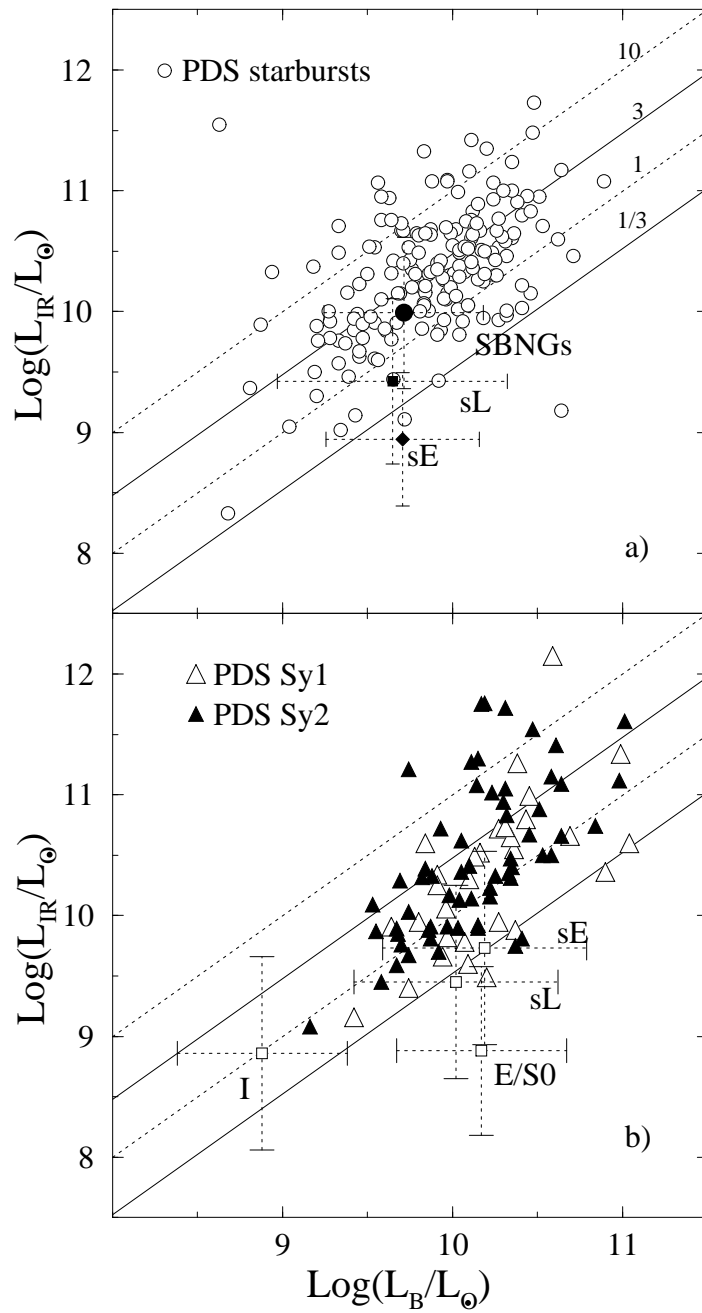 PDS starbursts
10
3
1
1/3
12
11
10
9
8
Log(L_IR/L_⊙)
SBNGs
sL
sE
a)
PDS Sy1
PDS Sy2
12
11
10
9
8
Log(L_IR/L_⊙)
sE
sL
E/S0
I
b)
9 10 11
Log(L_B/L_⊙)